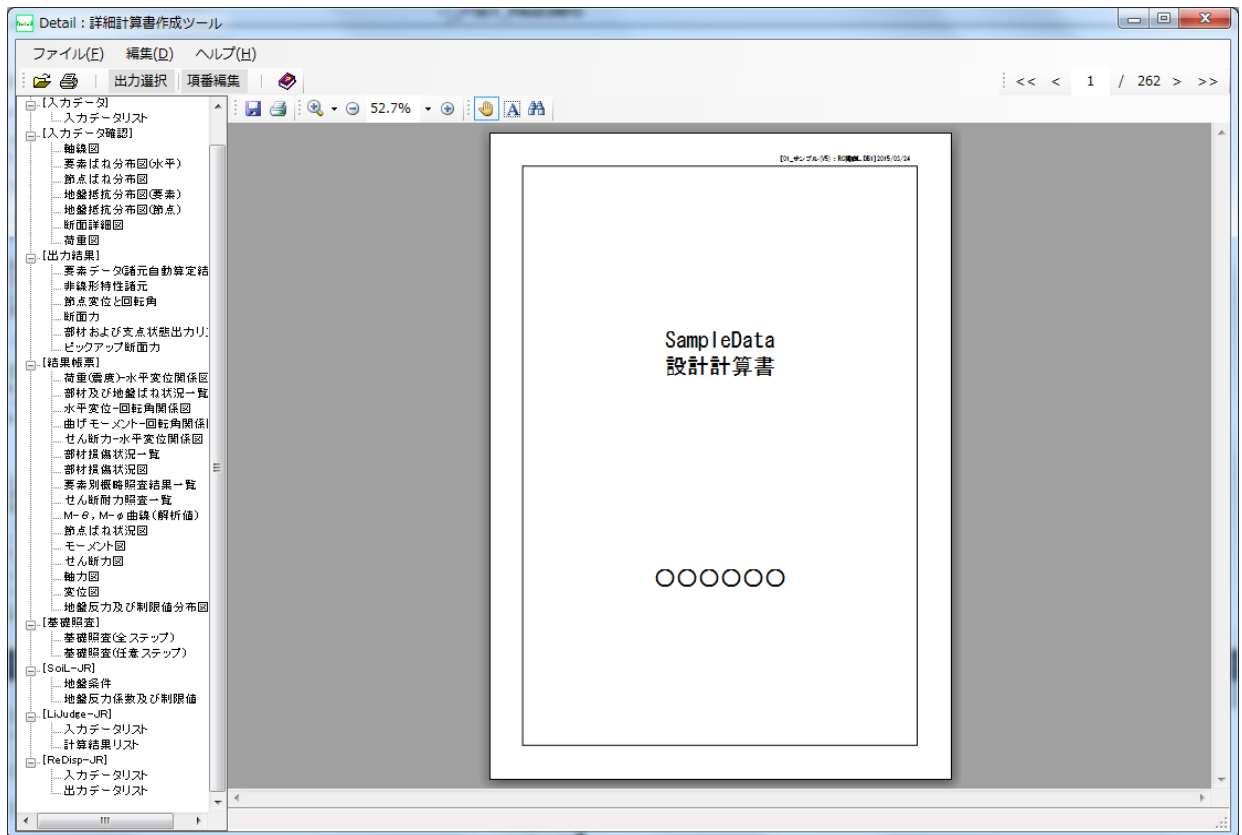 Detail：詳細計算書作成ツール
ファイル(F) 編集(D) ヘルプ(H)
出力選択 項番編集 << < 1 / 262 > >>
52.7%
[入力データ]
入力データリスト
[入力データ確認]
軸線図
要素ばね分布図(水平)
節点ばね分布図
地盤抵抗分布図(要素)
地盤抵抗分布図(節点)
断面詳細図
荷重図
[出力結果]
要素データ(諸元自動算定結
非線形特性諸元
節点変位と回転角
断面力
部材および支点状態出力リ
ピックアップ断面力
[結果帳票]
荷重(震度)-水平変位関係図
部材及び地盤ばね状況一覧
水平変位-回転角関係図
曲げモーメント-回転角関係
せん断力-水平変位関係図
部材損傷状況一覧
部材損傷状況図
要素別概略照査結果一覧
せん断耐力照査一覧
M-θ，M-φ曲線(解析値)
節点ばね状況図
モーメント図
せん断力図
軸力図
変位図
地盤反力及び制限値分布図
[基礎照査]
基礎照査(全ステップ)
基礎照査(任意ステップ)
[SoiL-JR]
地盤条件
地盤反力係数及び制限値
[LiJudge-JR]
入力データリスト
計算結果リスト
[ReDisp-JR]
入力データリスト
出力データリスト
[01_サンプル(V5)：RC 2015/03/24
SampleData
設計計算書
○○○○○○